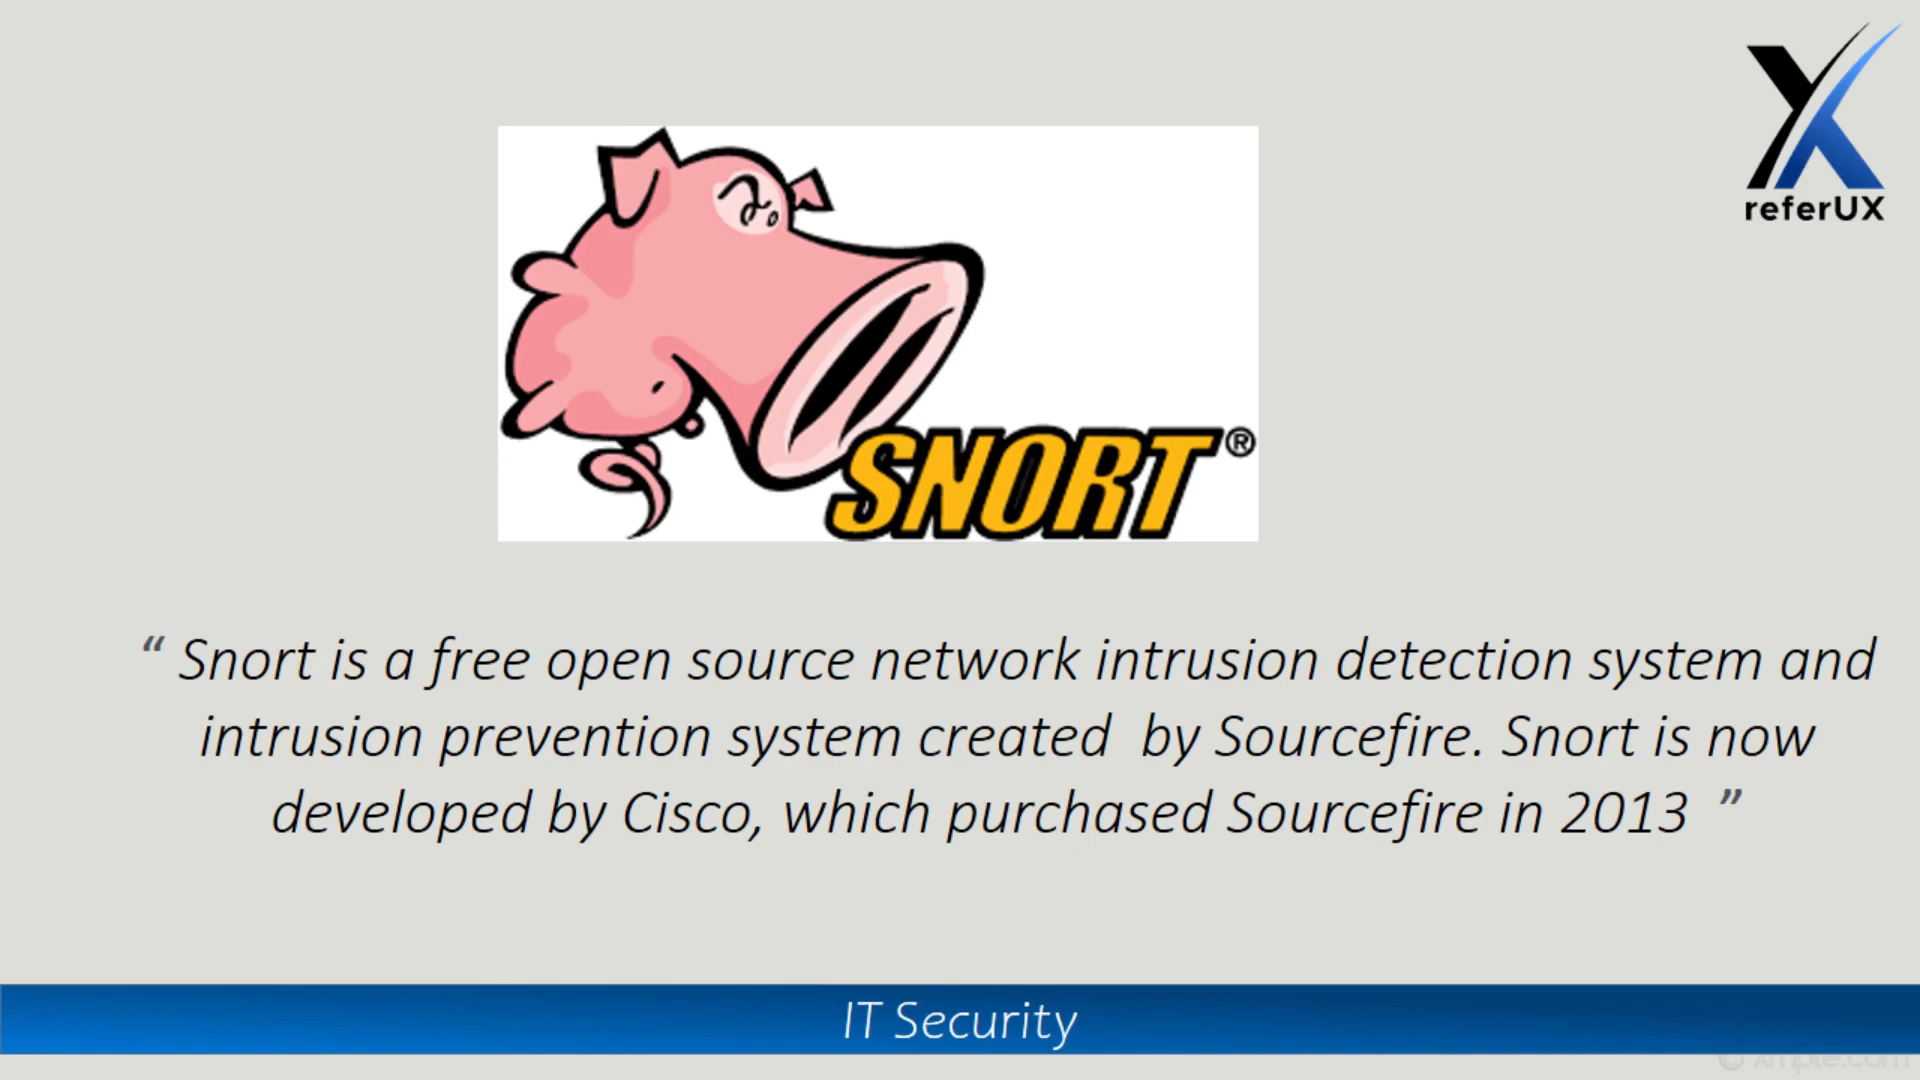 referUX
SNORT®
“ Snort is a free open source network intrusion detection system and
intrusion prevention system created  by Sourcefire. Snort is now
developed by Cisco, which purchased Sourcefire in 2013  ”
IT Security